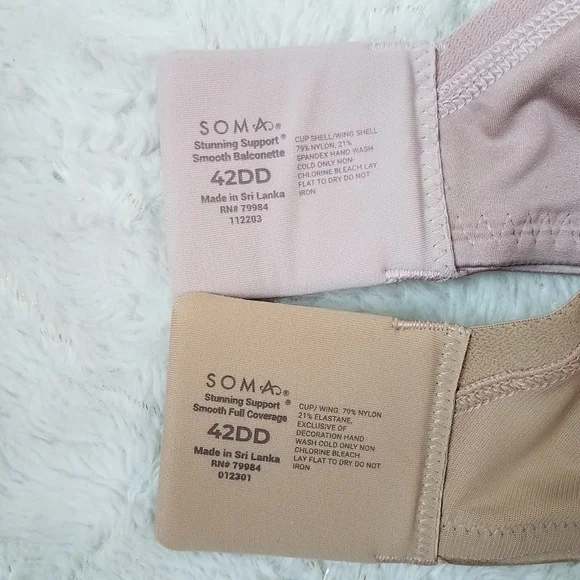 SOMA®
Stunning Support®
Smooth Balconette
42DD
Made in Sri Lanka
RN# 79984
112203
CUP SHELL/WING SHELL
79% NYLON, 21%
SPANDEX HAND WASH
COLD ONLY NON-
CHLORINE BLEACH LAY
FLAT TO DRY DO NOT
IRON
SOMA®
Stunning Support®
Smooth Full Coverage
42DD
Made in Sri Lanka
RN# 79984
012301
CUP/ WING: 79% NYLON
21% ELASTANE,
EXCLUSIVE OF
DECORATION HAND
WASH COLD ONLY NON
CHLORINE BLEACH
LAY FLAT TO DRY DO NOT
IRON